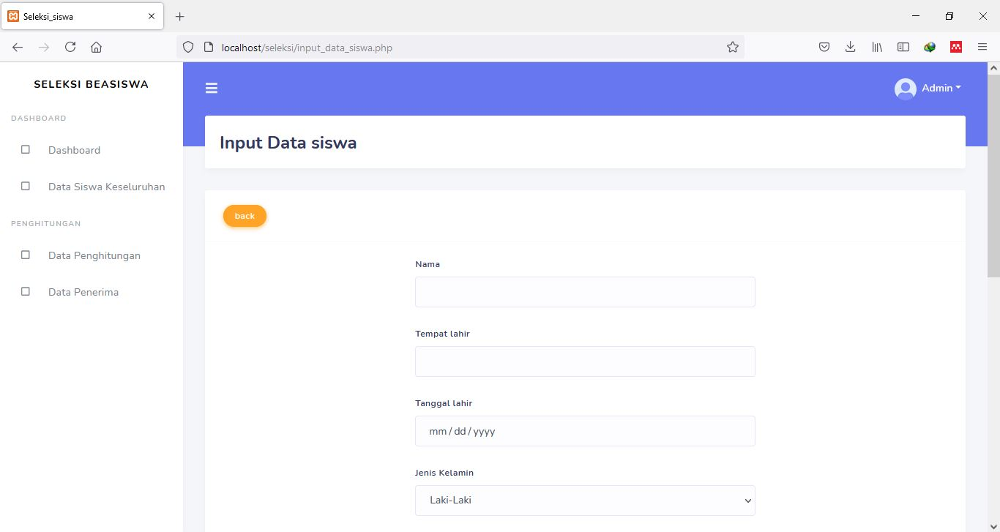 Seleksi_siswa
localhost/seleksi/input_data_siswa.php
SELEKSI BEASISWA
DASHBOARD
Dashboard
Data Siswa Keseluruhan
PENGHITUNGAN
Data Penghitungan
Data Penerima
Admin
Input Data siswa
back
Nama
Tempat lahir
Tanggal lahir
mm / dd / yyyy
Jenis Kelamin
Laki-Laki